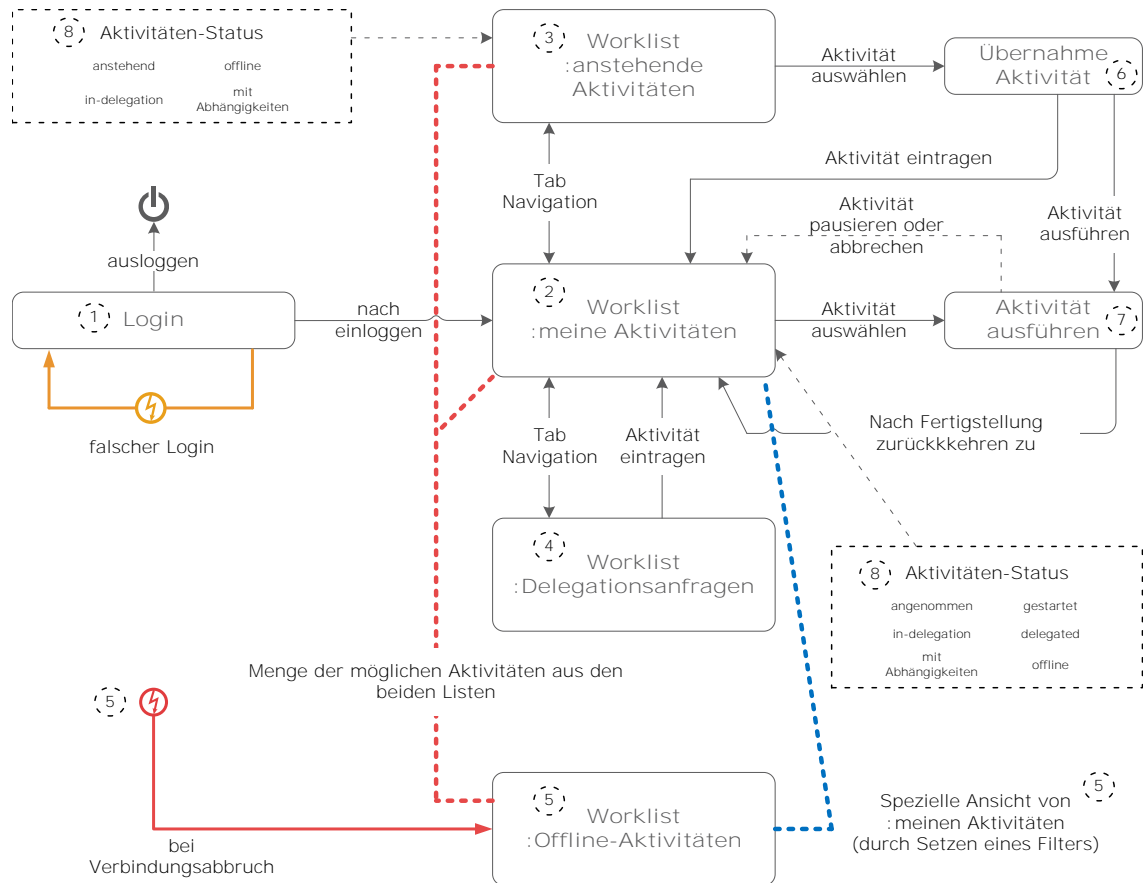 8 Aktivitäten-Status
anstehend offline
in-delegation mit
Abhängigkeiten
3 Worklist
:anstehende
Aktivitäten
Aktivität
auswählen
Übernahme
Aktivität 6
Aktivität eintragen
Tab
Navigation
Aktivität
pausieren oder
abbrechen
Aktivität
ausführen
ausloggen
1 Login
nach
einloggen
2 Worklist
:meine Aktivitäten
Aktivität
auswählen
Aktivität
ausführen 7
falscher Login
Tab
Navigation
Aktivität
eintragen
Nach Fertigstellung
zurückkkehren zu
4 Worklist
:Delegationsanfragen
8 Aktivitäten-Status
angenommen gestartet
in-delegation delegated
mit
Abhängigkeiten offline
Menge der möglichen Aktivitäten aus den
beiden Listen
5
5 Worklist
:Offline-Aktivitäten
bei
Verbindungsabbruch
Spezielle Ansicht von 5
:meinen Aktivitäten
(durch Setzen eines Filters)